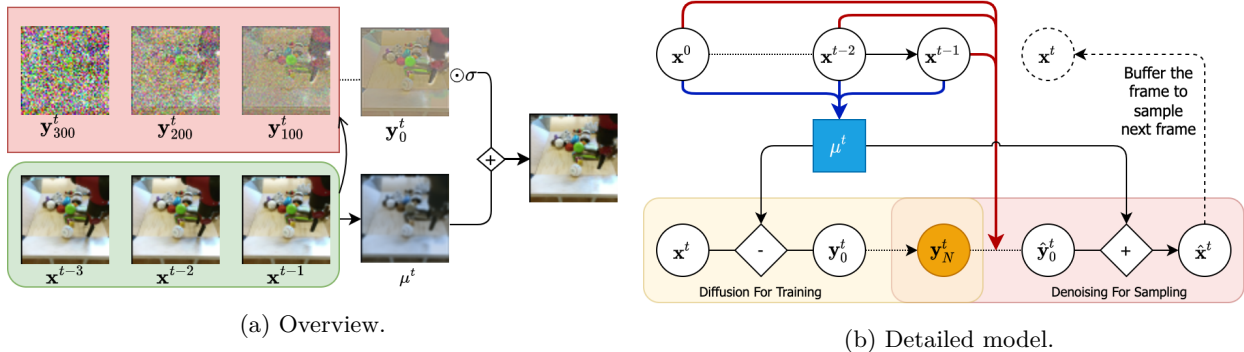 y^t_300 y^t_200 y^t_100 y^t_0
⊙σ
+
x^{t−3} x^{t−2} x^{t−1} μ^t
(a) Overview.
x^0 x^{t−2} x^{t−1} x^t
Buffer the
frame to
sample
next frame
μ^t
x^t - y^t_0 y^t_N ŷ^t_0 + x̂^t
Diffusion For Training Denoising For Sampling
(b) Detailed model.